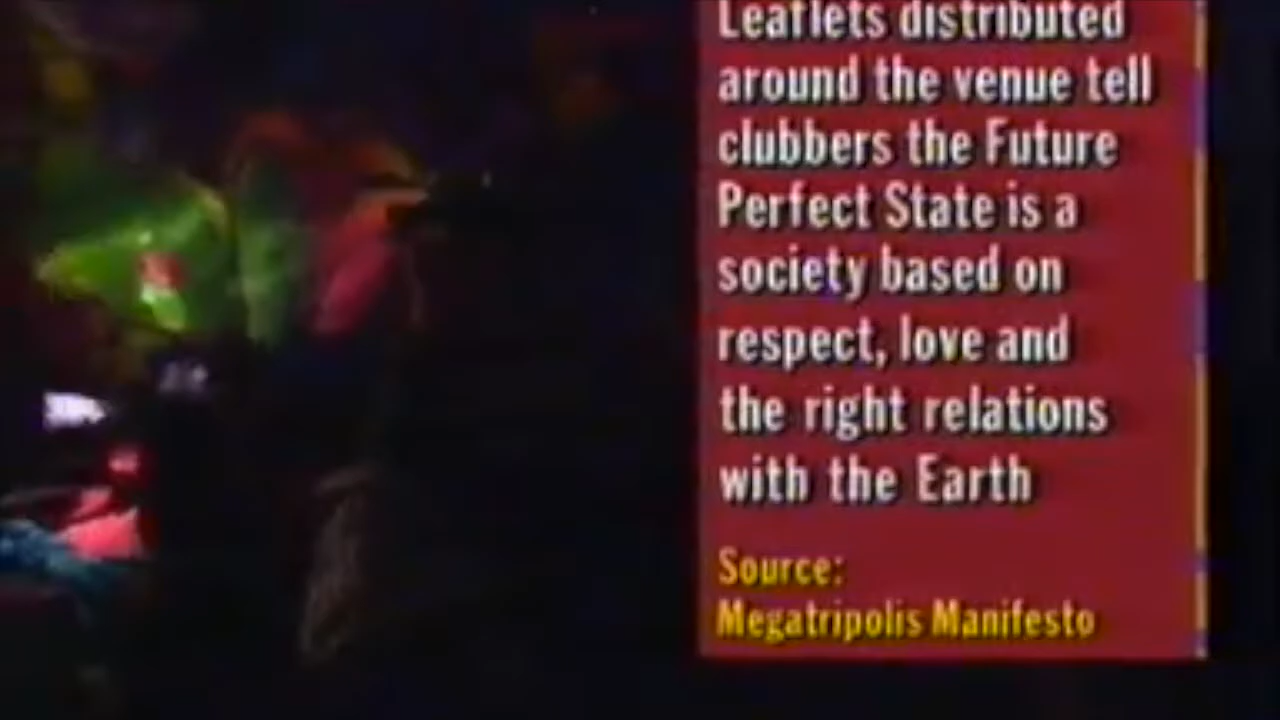 Leaflets distributed
around the venue tell
clubbers the Future
Perfect State is a
society based on
respect, love and
the right relations
with the Earth
Source:
Megatripolis Manifesto